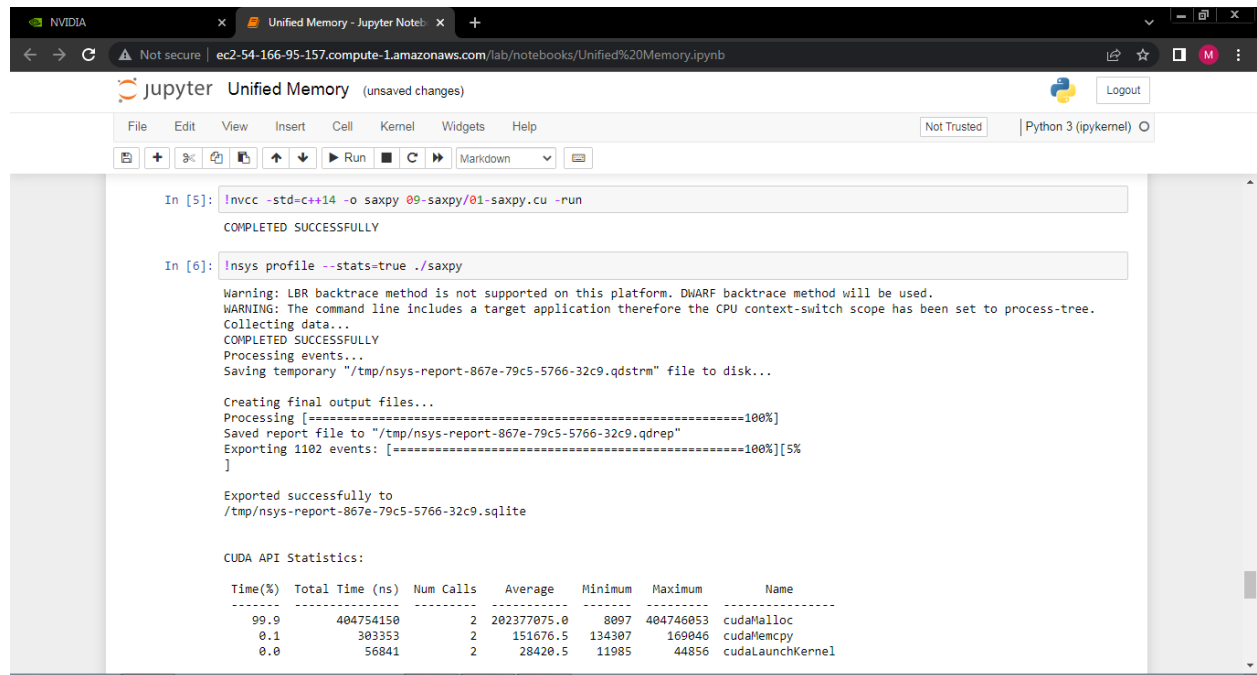 NVIDIA
Unified Memory - Jupyter Noteb
Not secure | ec2-54-166-95-157.compute-1.amazonaws.com/lab/notebooks/Unified%20Memory.ipynb
M
jupyter Unified Memory (unsaved changes)
Logout
File Edit View Insert Cell Kernel Widgets Help
Not Trusted Python 3 (ipykernel)
Run Markdown
In [5]: !nvcc -std=c++14 -o saxpy 09-saxpy/01-saxpy.cu -run
COMPLETED SUCCESSFULLY
In [6]: !nsys profile --stats=true ./saxpy
Warning: LBR backtrace method is not supported on this platform. DWARF backtrace method will be used.
WARNING: The command line includes a target application therefore the CPU context-switch scope has been set to process-tree.
Collecting data...
COMPLETED SUCCESSFULLY
Processing events...
Saving temporary "/tmp/nsys-report-867e-79c5-5766-32c9.qdstrm" file to disk...
Creating final output files...
Processing [==============================================================100%]
Saved report file to "/tmp/nsys-report-867e-79c5-5766-32c9.qdrep"
Exporting 1102 events: [==================================================100%][5%
]
Exported successfully to
/tmp/nsys-report-867e-79c5-5766-32c9.sqlite
CUDA API Statistics:
Time(%) Total Time (ns) Num Calls Average Minimum Maximum Name
------- --------------- --------- ----------- ------- --------- ----------------
99.9 404754150 2 202377075.0 8097 404746053 cudaMalloc
0.1 303353 2 151676.5 134307 169046 cudaMemcpy
0.0 56841 2 28420.5 11985 44856 cudaLaunchKernel